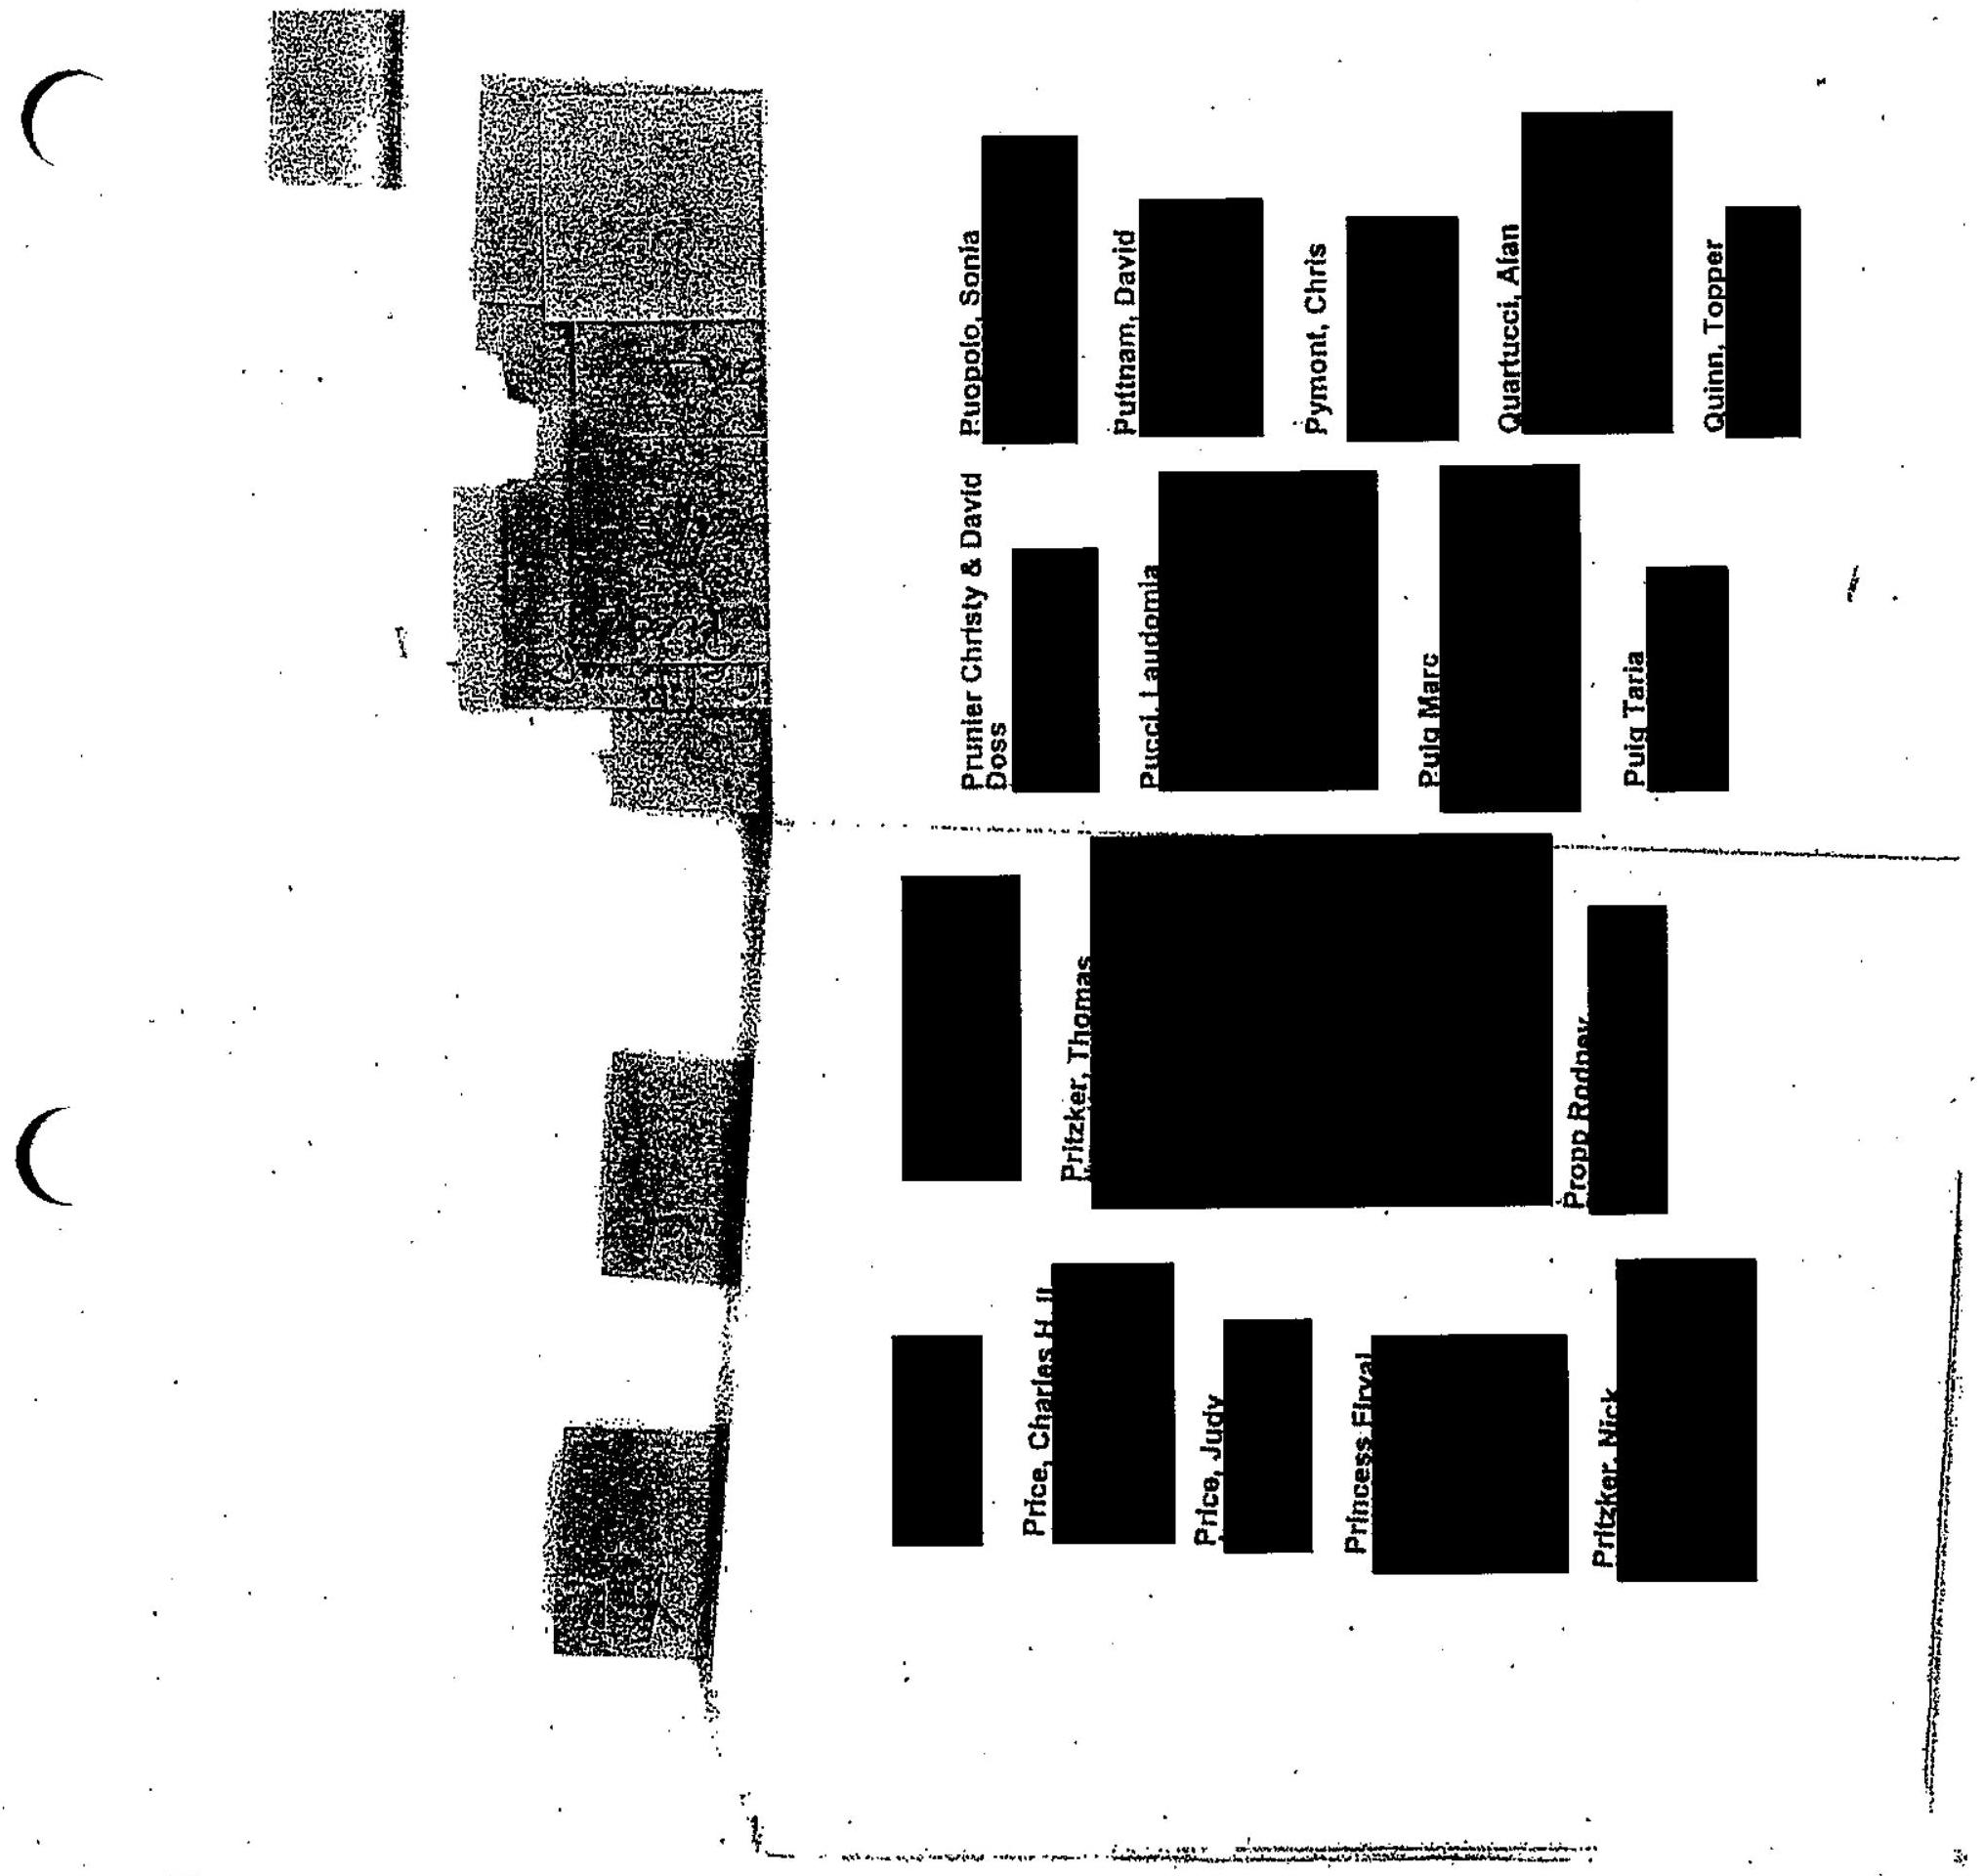 Price, Charles H. II
Price, Judy
Princess Firyal
Pritzker, Nick
Pritzker, Thomas
Propp Rodney
Prunier Christy & David
Doss
Pucci, Laudomia
Puig Marc
Puig Taria
Puopolo, Sonia
Puttnam, David
Pymont, Chris
Quartucci, Alan
Quinn, Topper